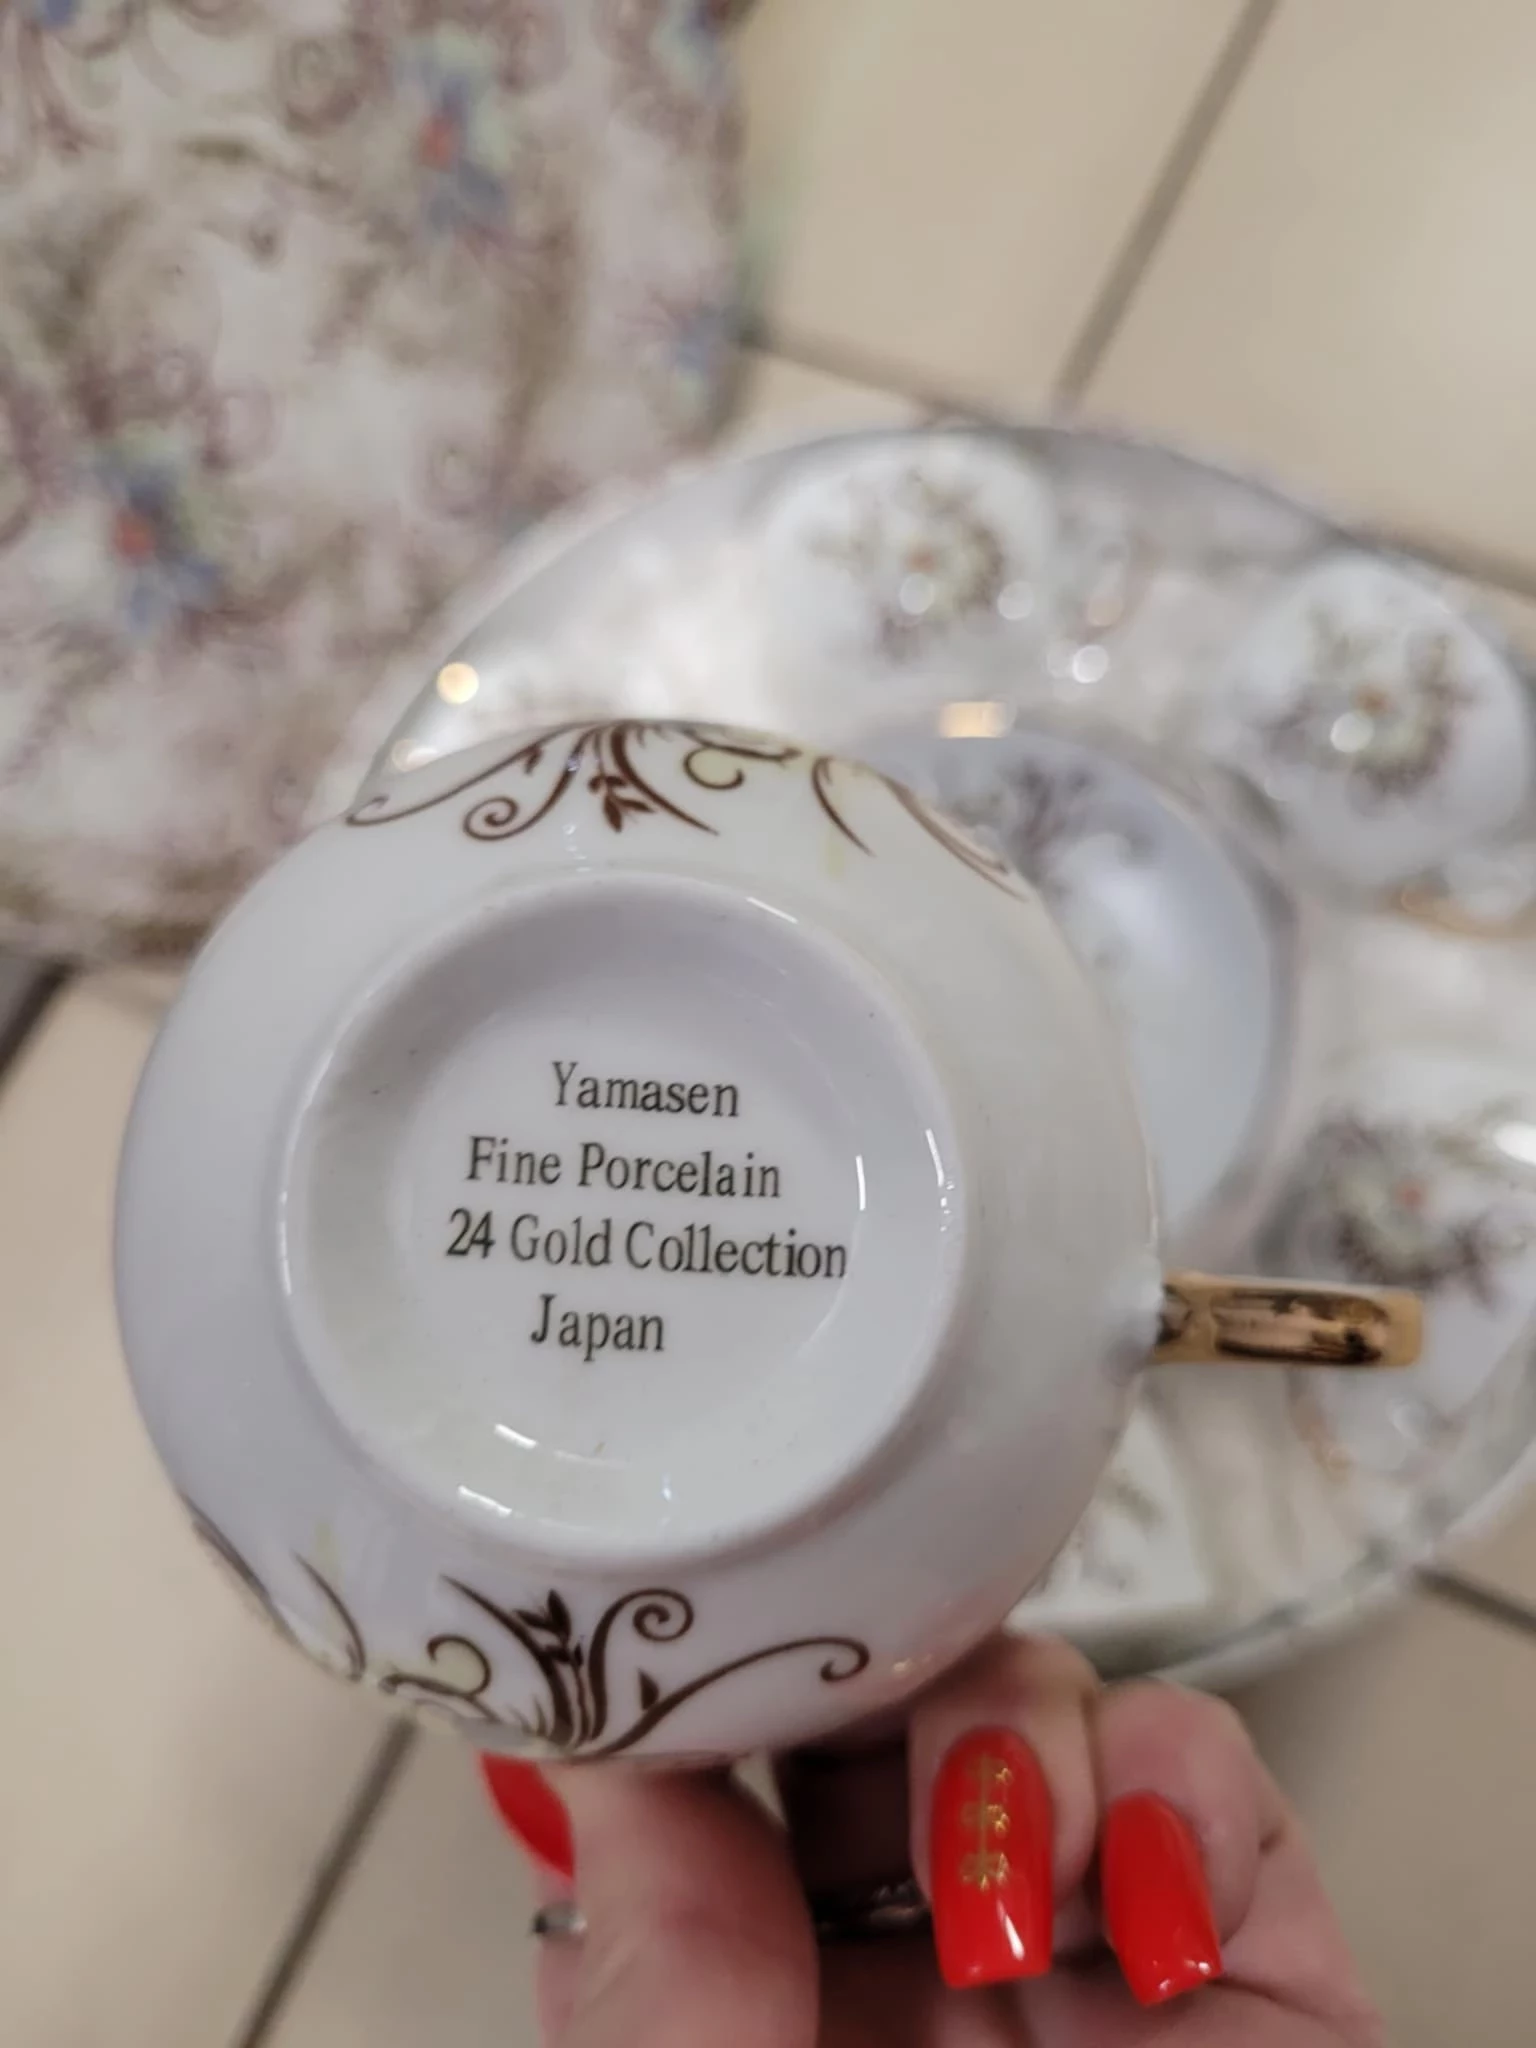 Yamasen
Fine Porcelain
24 Gold Collection
Japan